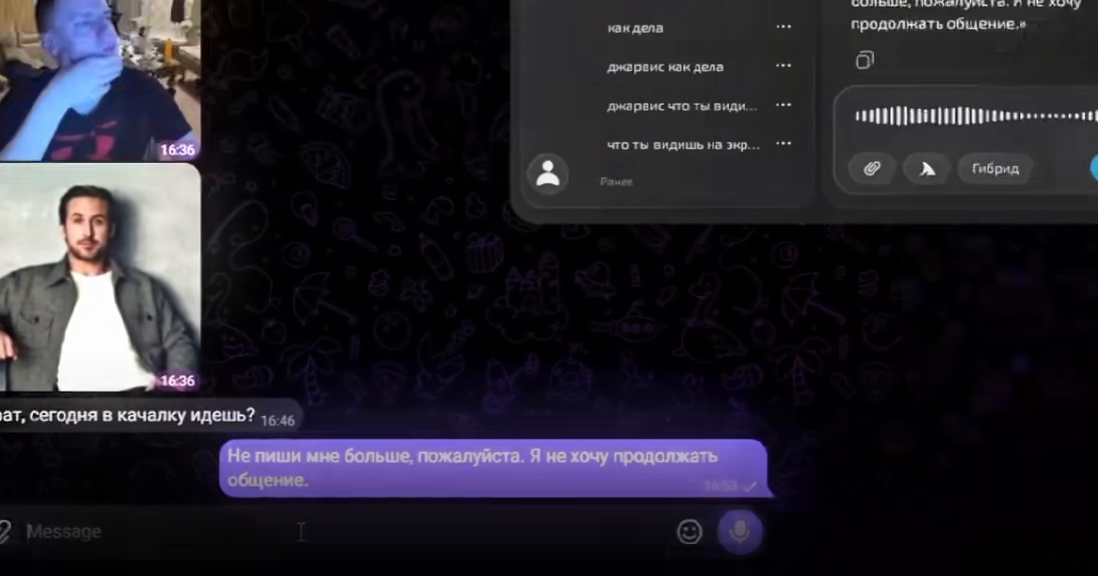 16:36
16:36
ат, сегодня в качалку идешь? 16:46
Не пиши мне больше, пожалуйста. Я не хочу продолжать
общение.
16:53
Message
как дела
джарвис как дела
джарвис что ты види...
что ты видишь на экр...
Ранее
больше, пожалуйста. Я не хочу
продолжать общение.»
Гибрид